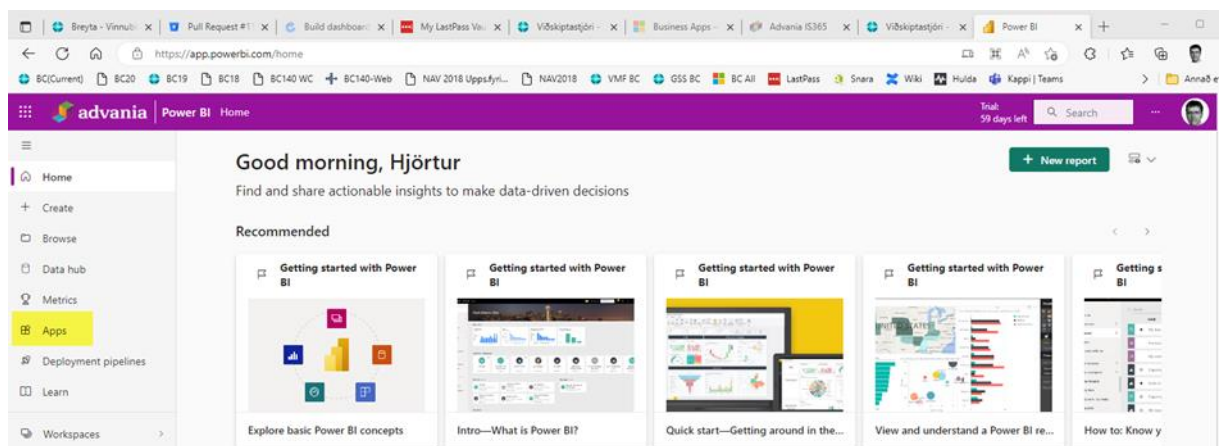 Breyta - Vinnub
Pull Request #1
Build dashboard
My LastPass Vau
Viðskiptastjóri -
Business Apps -
Advania IS365
Viðskiptastjóri -
Power BI
https://app.powerbi.com/home
BC(Current) BC20 BC19 BC18 BC140 WC BC140-Web NAV 2018 Upps.fyri... NAV2018 VMF BC GSS BC BC All LastPass Snara Wiki Hulda Kappi | Teams Annað e
advania Power BI Home
Trial:
59 days left
Search
Home
Create
Browse
Data hub
Metrics
Apps
Deployment pipelines
Learn
Workspaces
Good morning, Hjörtur
Find and share actionable insights to make data-driven decisions
New report
Recommended
Getting started with Power
BI
Explore basic Power BI concepts
Getting started with Power
BI
Intro—What is Power BI?
Getting started with Power
BI
Quick start—Getting around in the...
Getting started with Power
BI
UNITED STATES
View and understand a Power BI re...
Getting s
BI
How to: Know y